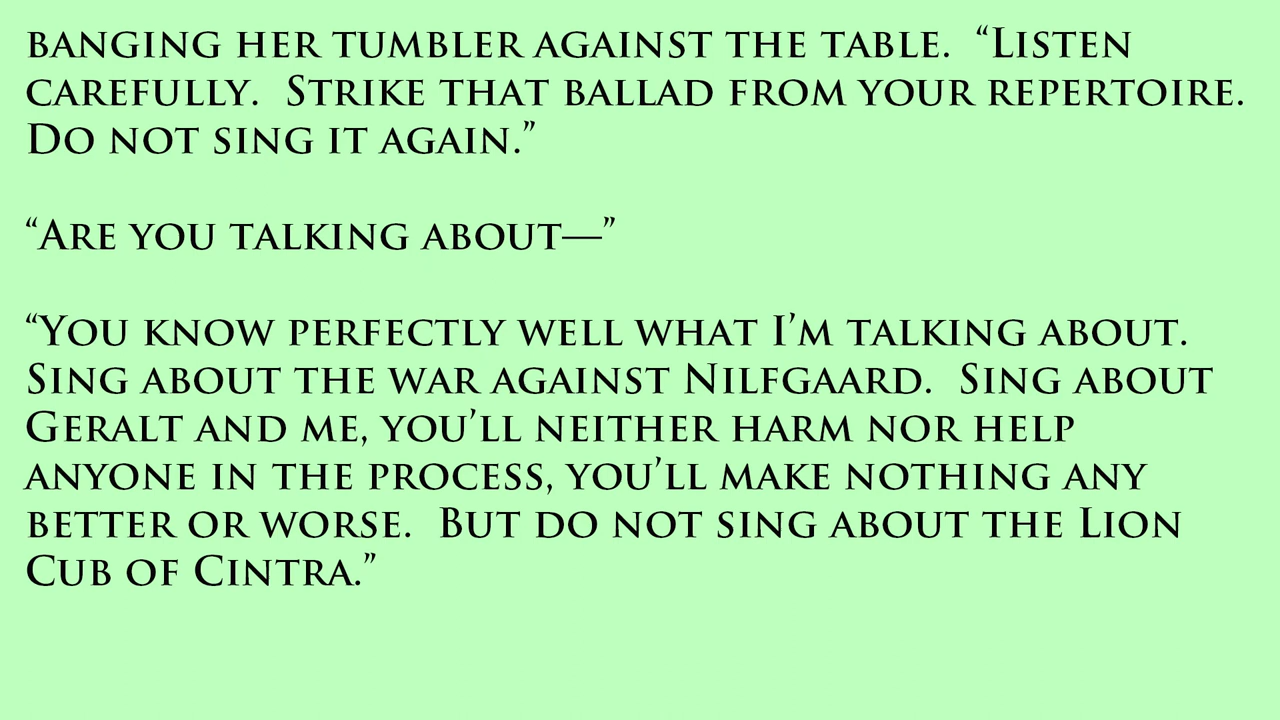 banging her tumbler against the table.  “Listen
carefully.  Strike that ballad from your repertoire.
Do not sing it again.”
“Are you talking about—”
“You know perfectly well what I’m talking about.
Sing about the war against Nilfgaard.  Sing about
Geralt and me, you’ll neither harm nor help
anyone in the process, you’ll make nothing any
better or worse.  But do not sing about the Lion
Cub of Cintra.”